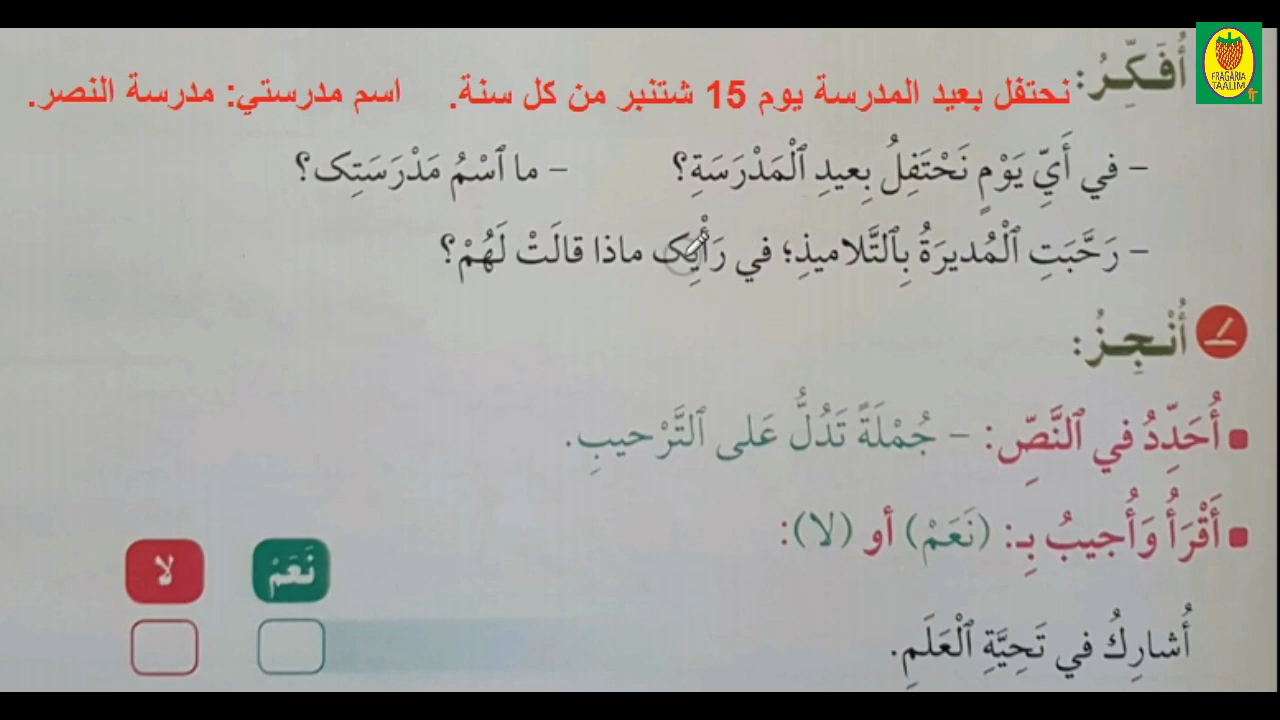 أُفَكِّرُ:
نحتفل بعيد المدرسة يوم 15 شتنبر من كل سنة. اسم مدرستي: مدرسة النصر.
FRAGARIA TAALIM fr
– في أَيِّ يَوْمٍ نَحْتَفِلُ بِعيدِ ٱلْمَدْرَسَةِ؟ – ما ٱسْمُ مَدْرَسَتِك؟
– رَحَّبَتِ ٱلْمُديرَةُ بِٱلتَّلاميذِ؛ في رَأْيِك ماذا قالَتْ لَهُمْ؟
أُنْجِزُ:
أُحَدِّدُ في ٱلنَّصِّ: – جُمْلَةً تَدُلُّ عَلى ٱلتَّرْحيبِ.
أَقْرَأُ وَأُجيبُ بِـ: (نَعَمْ) أو (لا):
نَعَمْ لا
أُشارِكُ في تَحِيَّةِ ٱلْعَلَمِ.